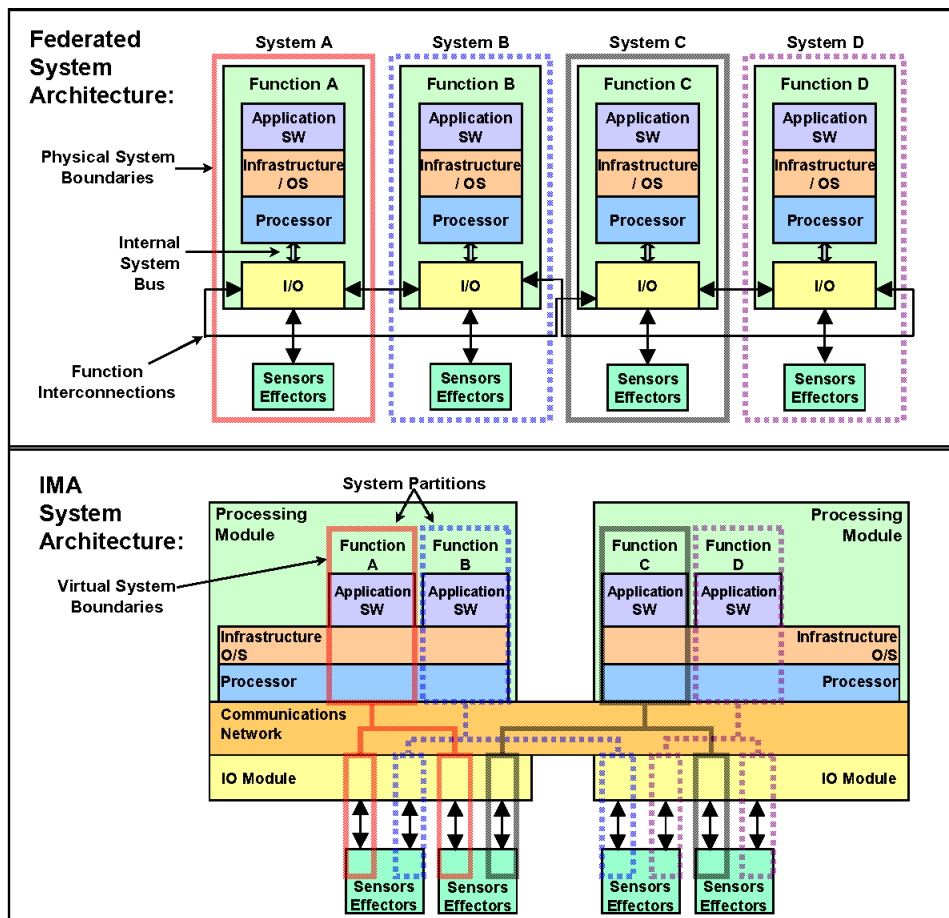 Federated
System
Architecture:
System A
System B
System C
System D
Function A
Function B
Function C
Function D
Application
SW
Application
SW
Application
SW
Application
SW
Physical System
Boundaries
Infrastructure
/ OS
Infrastructure
/ OS
Infrastructure
/ OS
Infrastructure
/ OS
Processor
Processor
Processor
Processor
Internal
System
Bus
I/O
I/O
I/O
I/O
Function
Interconnections
Sensors
Effectors
Sensors
Effectors
Sensors
Effectors
Sensors
Effectors
IMA
System
Architecture:
System Partitions
Processing
Module
Processing
Module
Function
A
Function
B
Function
C
Function
D
Virtual System
Boundaries
Application
SW
Application
SW
Application
SW
Application
SW
Infrastructure
O/S
Infrastructure
O/S
Processor
Processor
Communications
Network
IO Module
IO Module
Sensors
Effectors
Sensors
Effectors
Sensors
Effectors
Sensors
Effectors